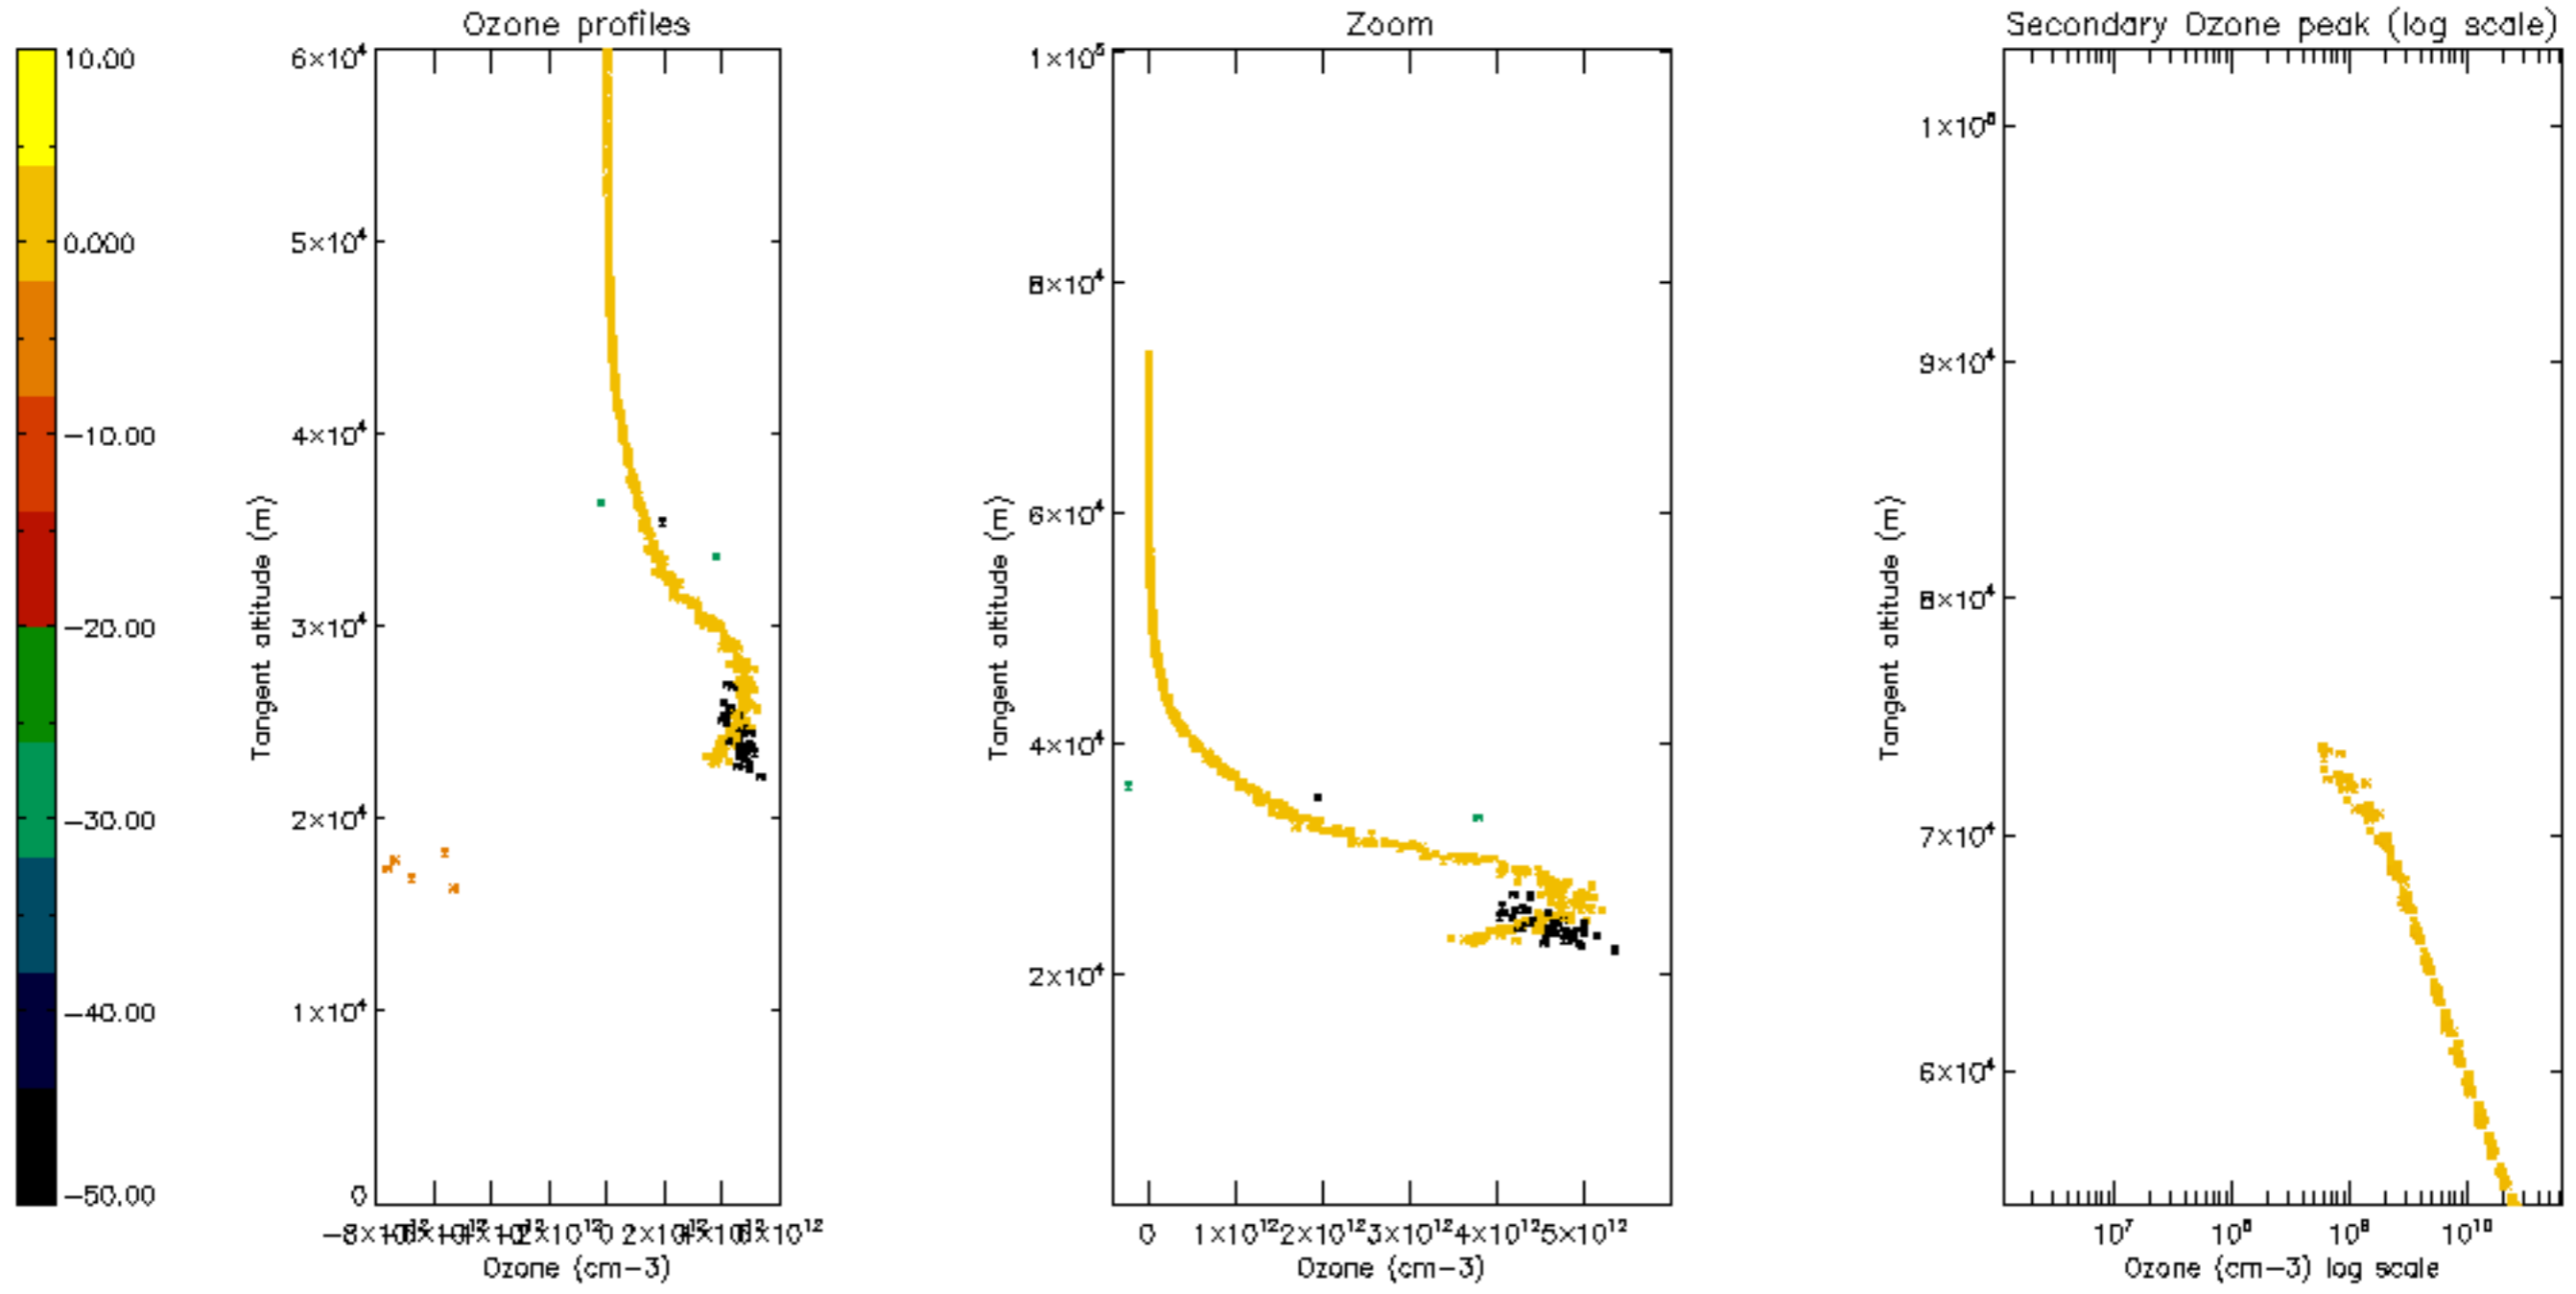 Ozone profiles
Zoom
Secondary Ozone peak (log scale)
10.00
0.000
−10.00
−20.00
−30.00
−40.00
−50.00
6×10⁴
5×10⁴
4×10⁴
3×10⁴
2×10⁴
1×10⁴
0
Tangent altitude (m)
0
Ozone (cm−3)
1×10⁵
8×10⁴
6×10⁴
4×10⁴
2×10⁴
Tangent altitude (m)
0 1×10¹² 2×10¹² 3×10¹² 4×10¹² 5×10¹²
Ozone (cm−3)
1×10⁵
9×10⁴
8×10⁴
7×10⁴
6×10⁴
Tangent altitude (m)
10⁷ 10⁸ 10⁹ 10¹⁰
Ozone (cm−3) log scale